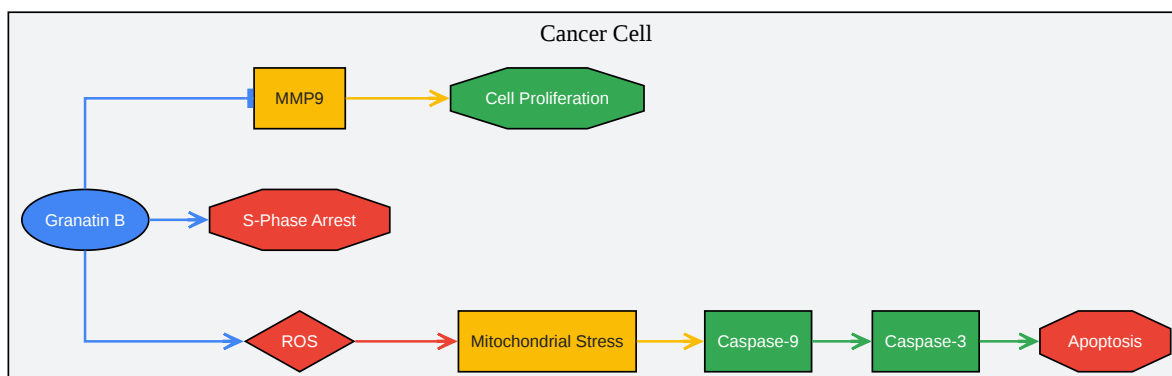 Cancer Cell
MMP9
Cell Proliferation
Granatin B
S-Phase Arrest
ROS
Mitochondrial Stress
Caspase-9
Caspase-3
Apoptosis